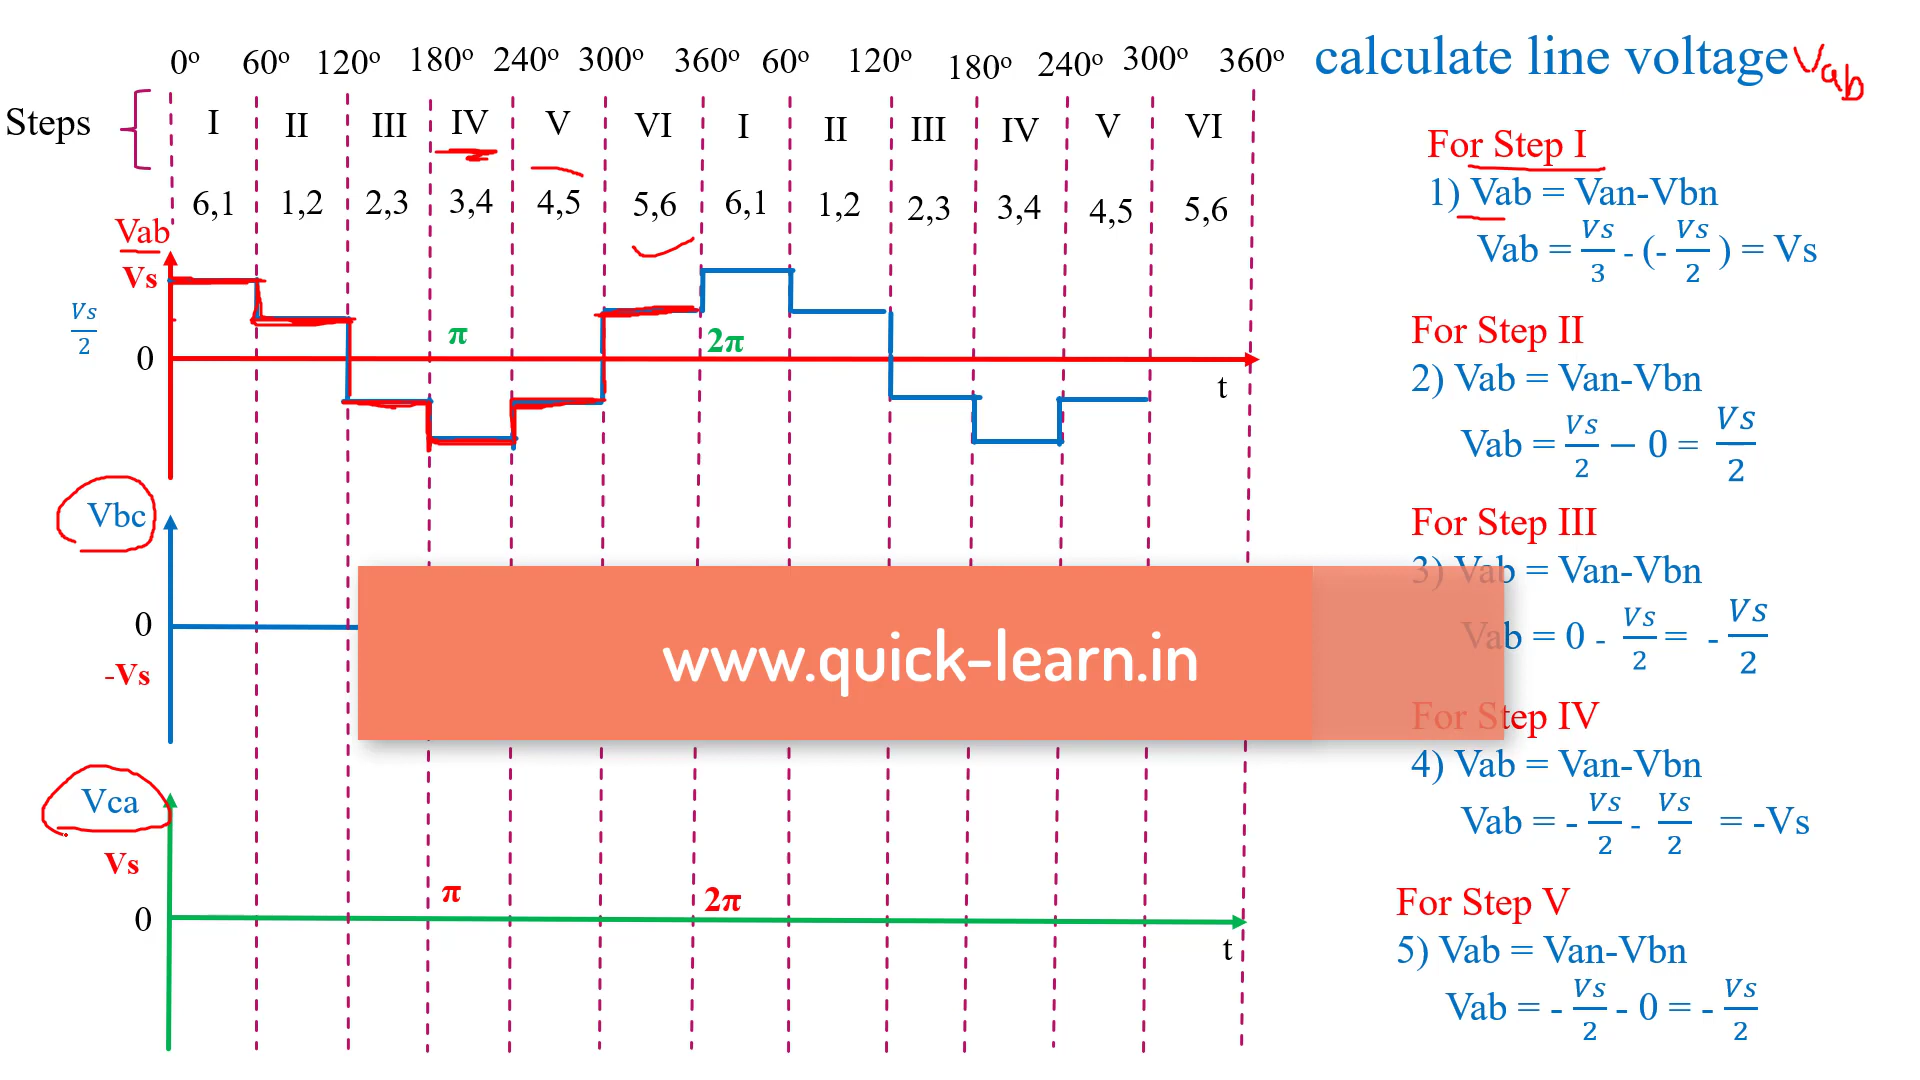 0° 60° 120° 180° 240° 300° 360° 60° 120° 180° 240° 300° 360°
calculate line voltage Vab
Steps I II III IV V VI I II III IV V VI
6,1 1,2 2,3 3,4 4,5 5,6 6,1 1,2 2,3 3,4 4,5 5,6
Vab
Vs
Vs/2
0
π
2π
t
Vbc
0
-Vs
www.quick-learn.in
Vca
Vs
0
π
2π
t
For Step I
1) Vab = Van-Vbn
Vab = Vs/3 - (- Vs/2 ) = Vs
For Step II
2) Vab = Van-Vbn
Vab = Vs/2 − 0 = Vs/2
For Step III
3) Vab = Van-Vbn
Vab = 0 - Vs/2 = - Vs/2
For Step IV
4) Vab = Van-Vbn
Vab = - Vs/2 - Vs/2 = -Vs
For Step V
5) Vab = Van-Vbn
Vab = - Vs/2 - 0 = - Vs/2